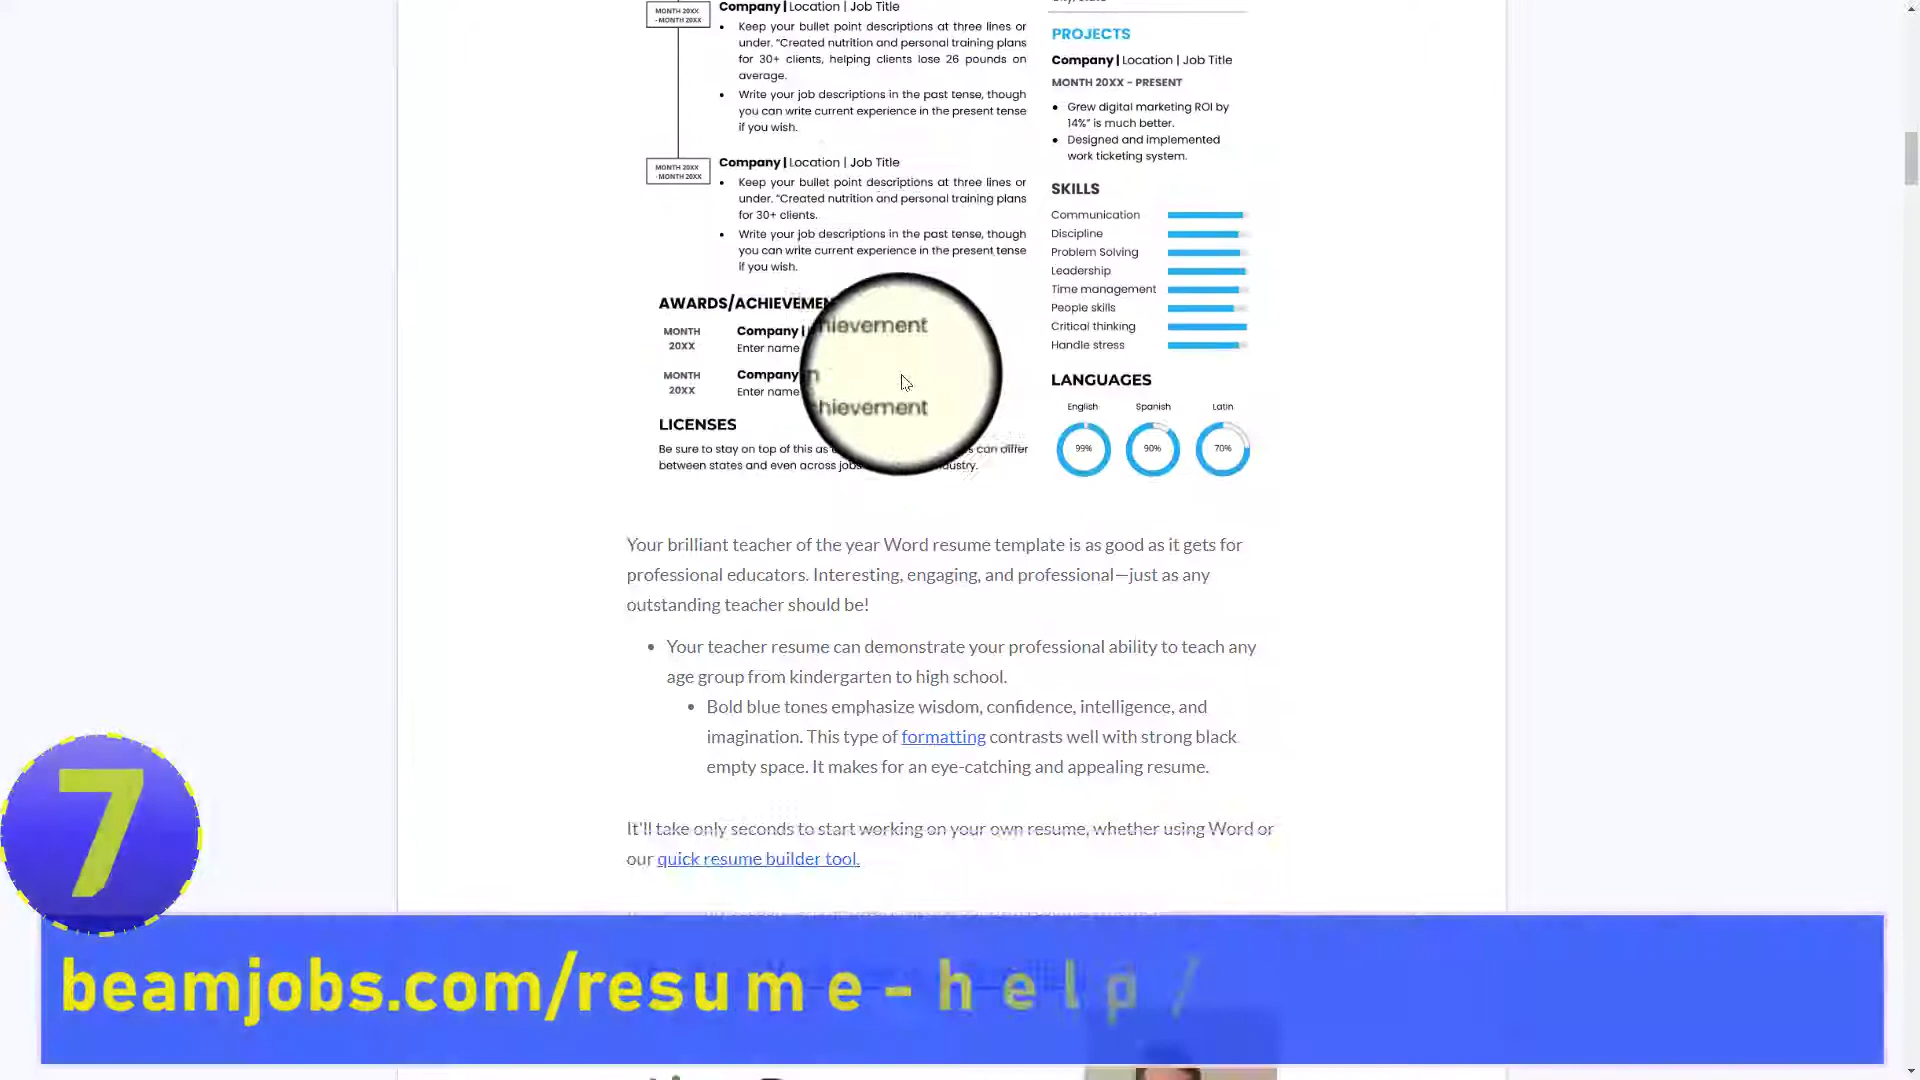 MONTH 20XX
- MONTH 20XX
Company | Location | Job Title
• Keep your bullet point descriptions at three lines or
under. “Created nutrition and personal training plans
for 30+ clients, helping clients lose 26 pounds on
average.
• Write your job descriptions in the past tense, though
you can write current experience in the present tense
if you wish.
MONTH 20XX
- MONTH 20XX
Company | Location | Job Title
• Keep your bullet point descriptions at three lines or
under. “Created nutrition and personal training plans
for 30+ clients.
• Write your job descriptions in the past tense, though
you can write current experience in the present tense
if you wish.
AWARDS/ACHIEVEMEN
MONTH
20XX
Company |
Enter name
hievement
MONTH
20XX
Company
Enter name
hievement
LICENSES
Be sure to stay on top of this as can differ
between states and even across jobs
PROJECTS
Company | Location | Job Title
MONTH 20XX - PRESENT
• Grew digital marketing ROI by
14%” is much better.
• Designed and implemented
work ticketing system.
SKILLS
Communication
Discipline
Problem Solving
Leadership
Time management
People skills
Critical thinking
Handle stress
LANGUAGES
English Spanish Latin
99% 90% 70%
Your brilliant teacher of the year Word resume template is as good as it gets for
professional educators. Interesting, engaging, and professional—just as any
outstanding teacher should be!
• Your teacher resume can demonstrate your professional ability to teach any
age group from kindergarten to high school.
• Bold blue tones emphasize wisdom, confidence, intelligence, and
imagination. This type of formatting contrasts well with strong black
empty space. It makes for an eye-catching and appealing resume.
It'll take only seconds to start working on your own resume, whether using Word or
our quick resume builder tool.
7
beamjobs.com/resume-help/